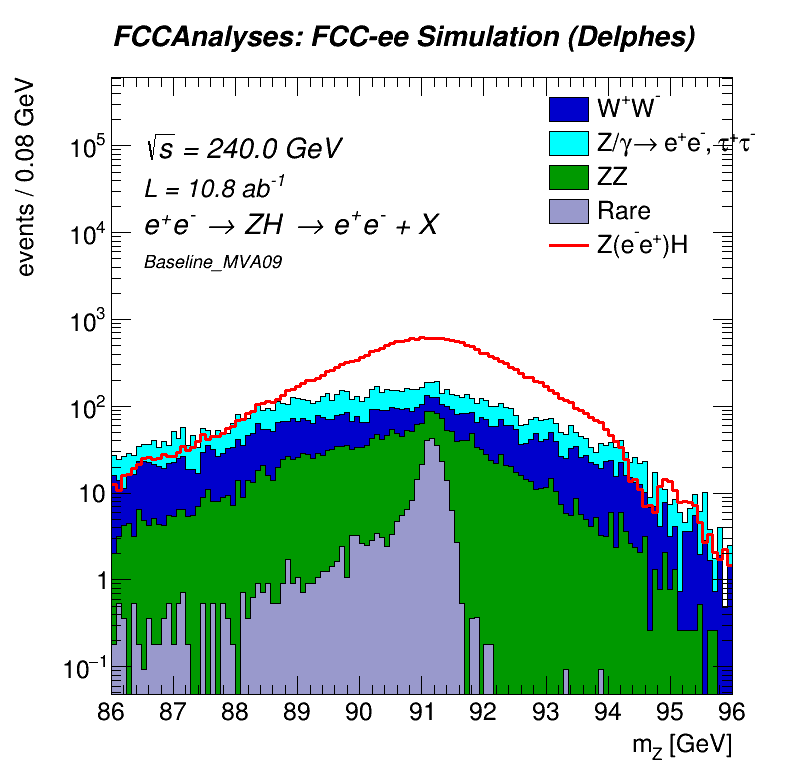 FCCAnalyses: FCC-ee Simulation (Delphes)
events / 0.08 GeV
√s = 240.0 GeV
L = 10.8 ab⁻¹
e⁺e⁻ → ZH → e⁺e⁻ + X
Baseline_MVA09
W⁺W⁻
Z/γ→ e⁺e⁻, τ⁺τ⁻
ZZ
Rare
Z(e⁻e⁺)H
10⁵
10⁴
10³
10²
10
1
10⁻¹
86 87 88 89 90 91 92 93 94 95 96
m_Z [GeV]